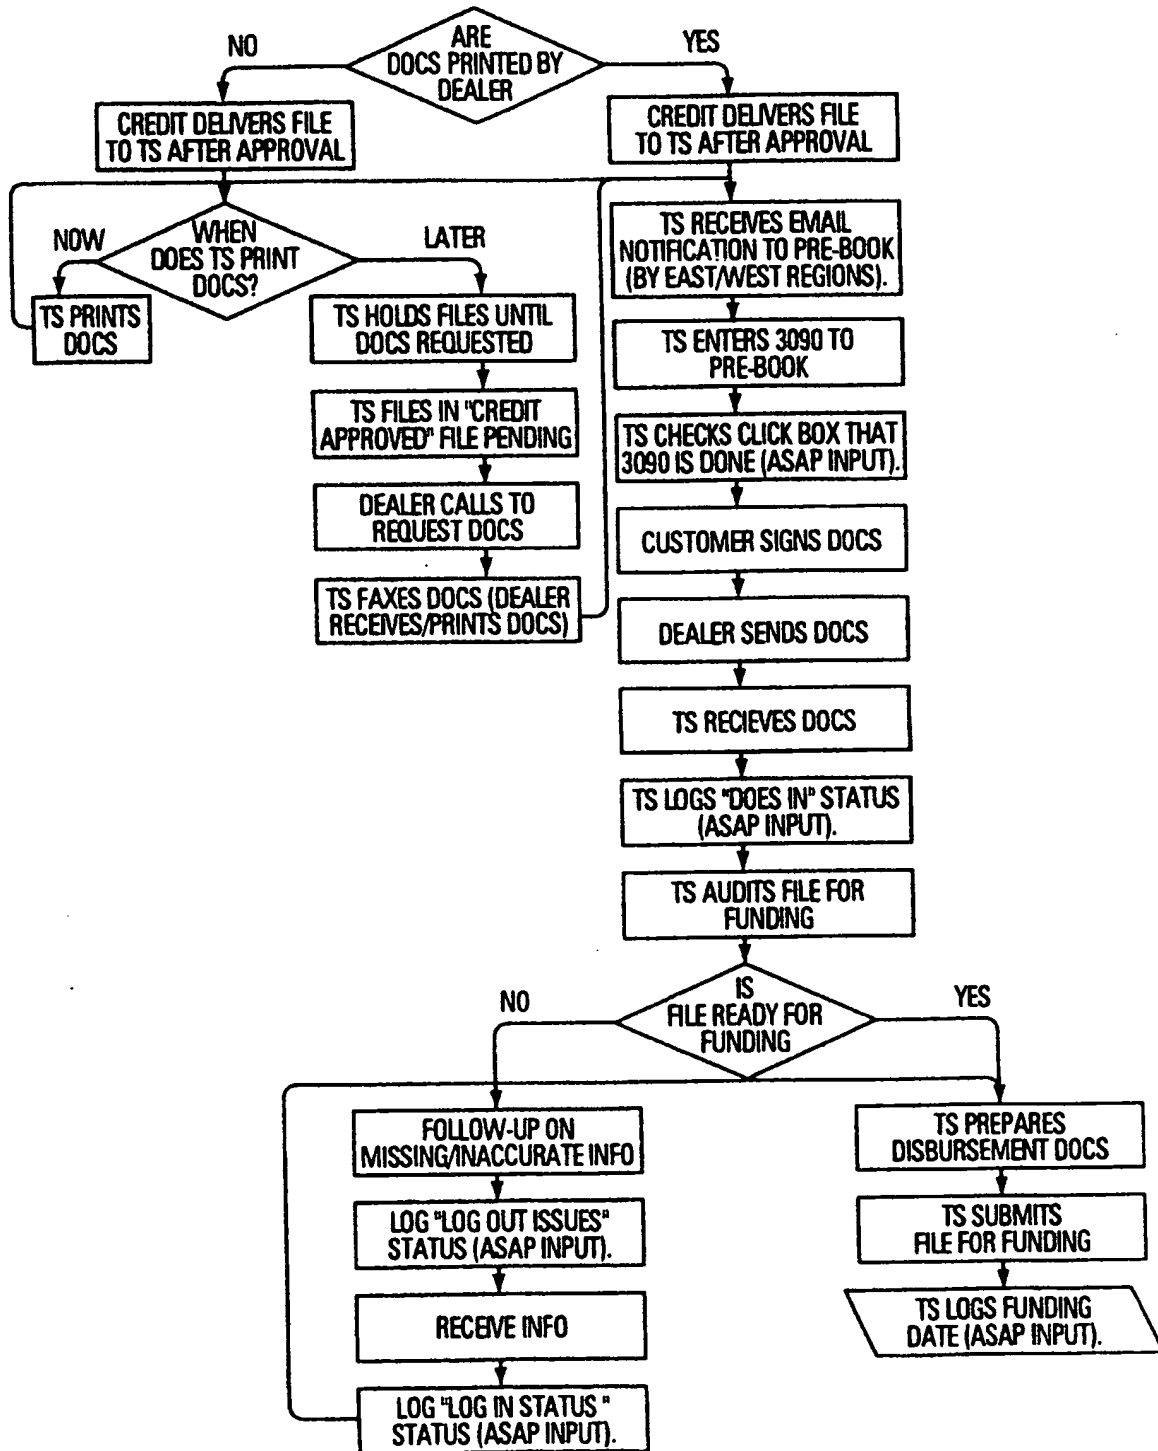 ARE
DOCS PRINTED BY
DEALER
NO
YES
CREDIT DELIVERS FILE
TO TS AFTER APPROVAL
CREDIT DELIVERS FILE
TO TS AFTER APPROVAL
WHEN
DOES TS PRINT
DOCS?
NOW
LATER
TS PRINTS
DOCS
TS HOLDS FILES UNTIL
DOCS REQUESTED
TS FILES IN "CREDIT
APPROVED" FILE PENDING
DEALER CALLS TO
REQUEST DOCS
TS FAXES DOCS (DEALER
RECEIVES/PRINTS DOCS)
TS RECEIVES EMAIL
NOTIFICATION TO PRE-BOOK
(BY EAST/WEST REGIONS).
TS ENTERS 3090 TO
PRE-BOOK
TS CHECKS CLICK BOX THAT
3090 IS DONE (ASAP INPUT).
CUSTOMER SIGNS DOCS
DEALER SENDS DOCS
TS RECIEVES DOCS
TS LOGS "DOES IN" STATUS
(ASAP INPUT).
TS AUDITS FILE FOR
FUNDING
IS
FILE READY FOR
FUNDING
NO
YES
FOLLOW-UP ON
MISSING/INACCURATE INFO
LOG "LOG OUT ISSUES"
STATUS (ASAP INPUT).
RECEIVE INFO
LOG "LOG IN STATUS "
STATUS (ASAP INPUT).
TS PREPARES
DISBURSEMENT DOCS
TS SUBMITS
FILE FOR FUNDING
TS LOGS FUNDING
DATE (ASAP INPUT).